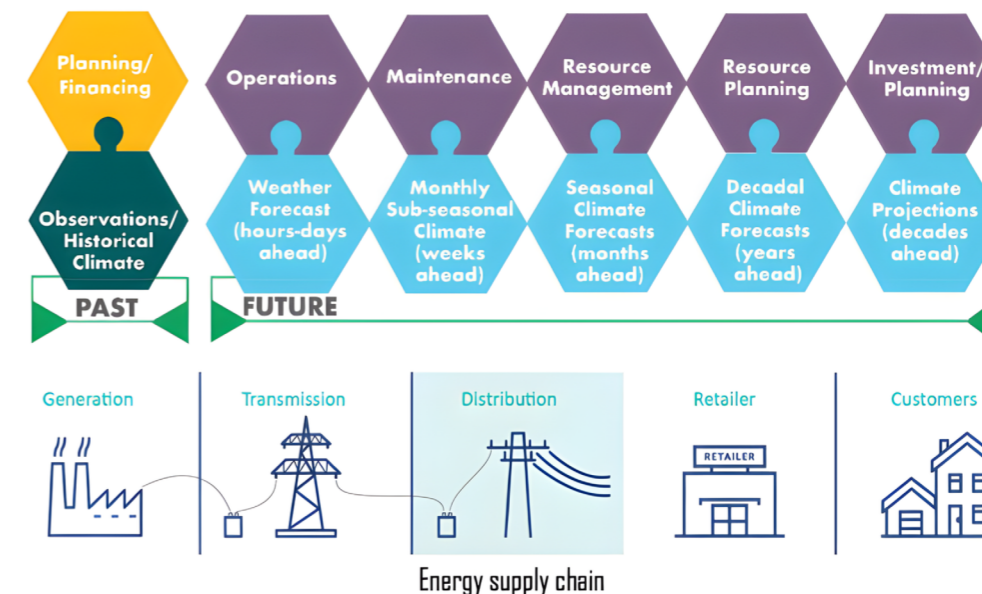 Planning/
Financing
Operations
Maintenance
Resource
Management
Resource
Planning
Investment/
Planning
Observations/
Historical
Climate
Weather
Forecast
(hours-days
ahead)
Monthly
Sub-seasonal
Climate
(weeks
ahead)
Seasonal
Climate
Forecasts
(months
ahead)
Decadal
Climate
Forecasts
(years
ahead)
Climate
Projections
(decades
ahead)
PAST
FUTURE
Generation
Transmission
Distribution
Retailer
Customers
RETAILER
Energy supply chain